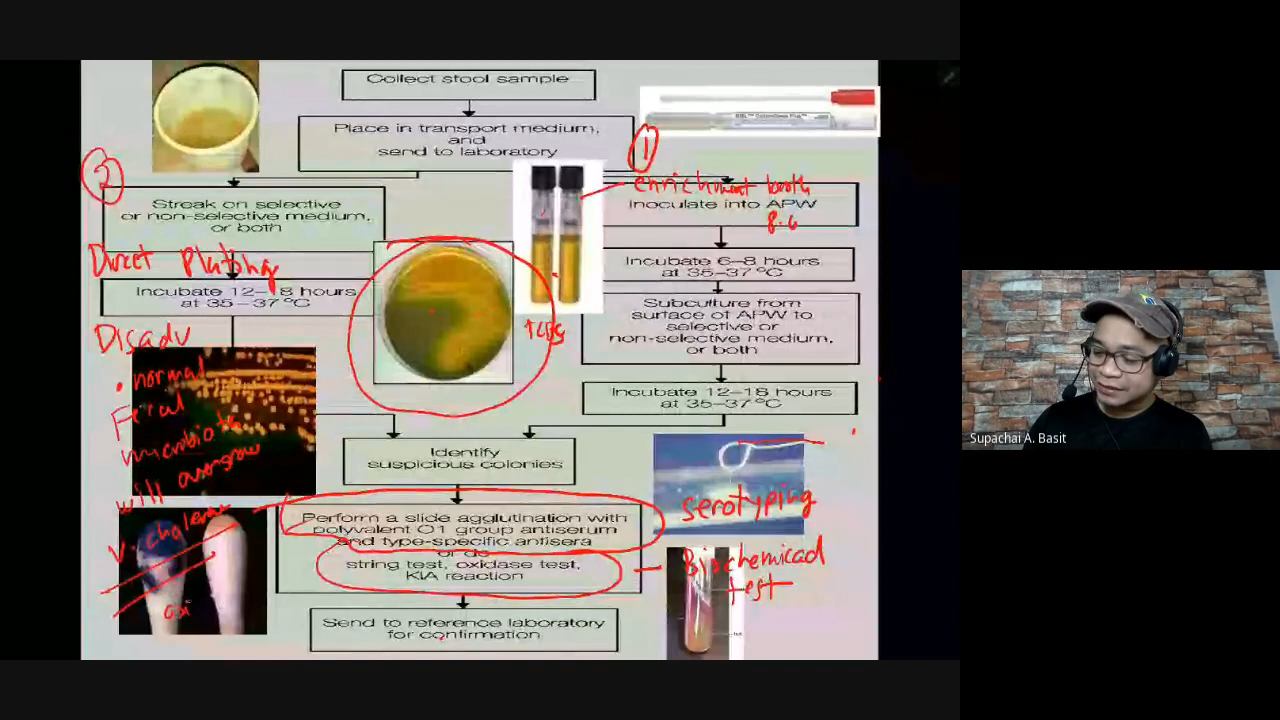 Collect stool sample
Place in transport medium,
and
send to laboratory
1
2
Streak on selective
or non-selective medium,
or both
enrichment broth
Inoculate into APW
8.6
Direct plating
Incubate 12–18 hours
at 35–37 °C
Incubate 6–8 hours
at 35–37 °C
Subculture from
surface of APW to
selective or
non-selective medium,
or both
TCBS
Disadv
• normal
Fecal
microbiota
will overgrow
V. cholerae
Incubate 12–18 hours
at 35–37 °C
Identify
suspicious colonies
Perform a slide agglutination with
polyvalent O1 group antiserum
and type-specific antisera
or do
string test, oxidase test,
KIA reaction
serotyping
Biochemical
test
oxi
Send to reference laboratory
for confirmation
Supachai A. Basit